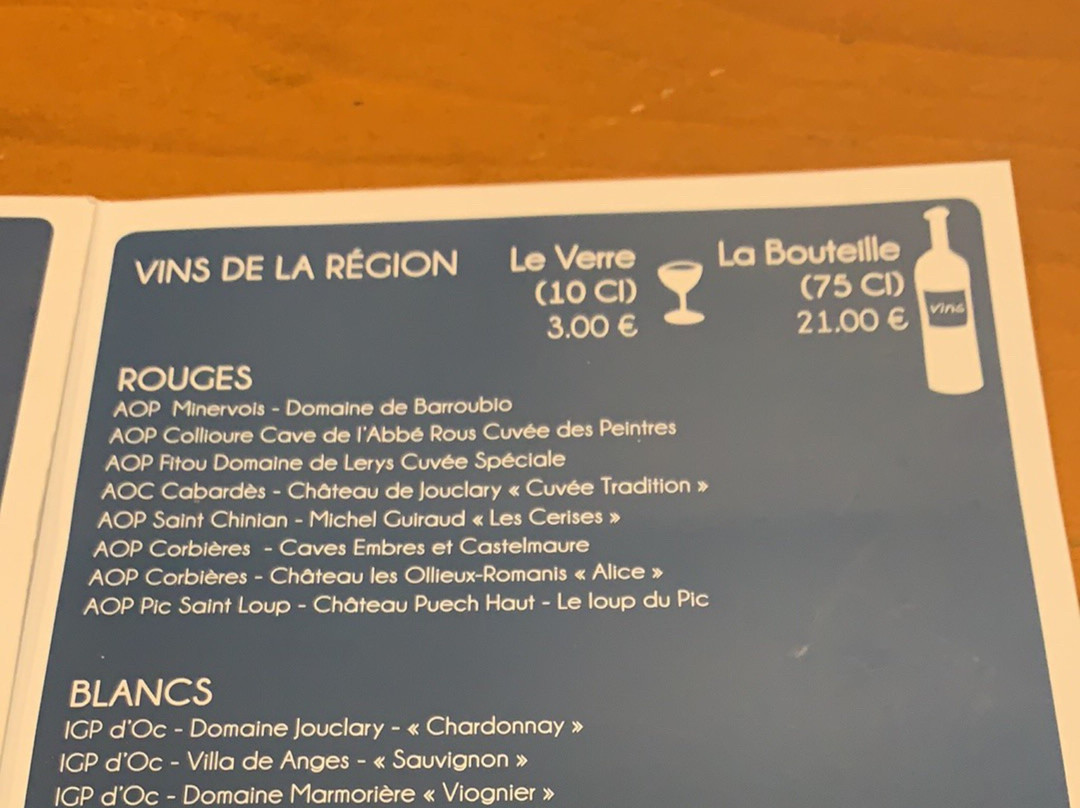 VINS DE LA RÉGION
Le Verre
(10 Cl)
3.00 €
La Bouteille
(75 Cl)
21.00 €
vins
ROUGES
AOP Minervois - Domaine de Barroubio
AOP Collioure Cave de l'Abbé Rous Cuvée des Peintres
AOP Fitou Domaine de Lerys Cuvée Spéciale
AOC Cabardès - Château de Jouclary « Cuvée Tradition »
AOP Saint Chinian - Michel Guiraud « Les Cerises »
AOP Corbières - Caves Embres et Castelmaure
AOP Corbières - Château les Ollieux-Romanis « Alice »
AOP Pic Saint Loup - Château Puech Haut - Le loup du Pic
BLANCS
IGP d'Oc - Domaine Jouclary - « Chardonnay »
IGP d'Oc - Villa de Anges - « Sauvignon »
IGP d'Oc - Domaine Marmorière « Viognier »